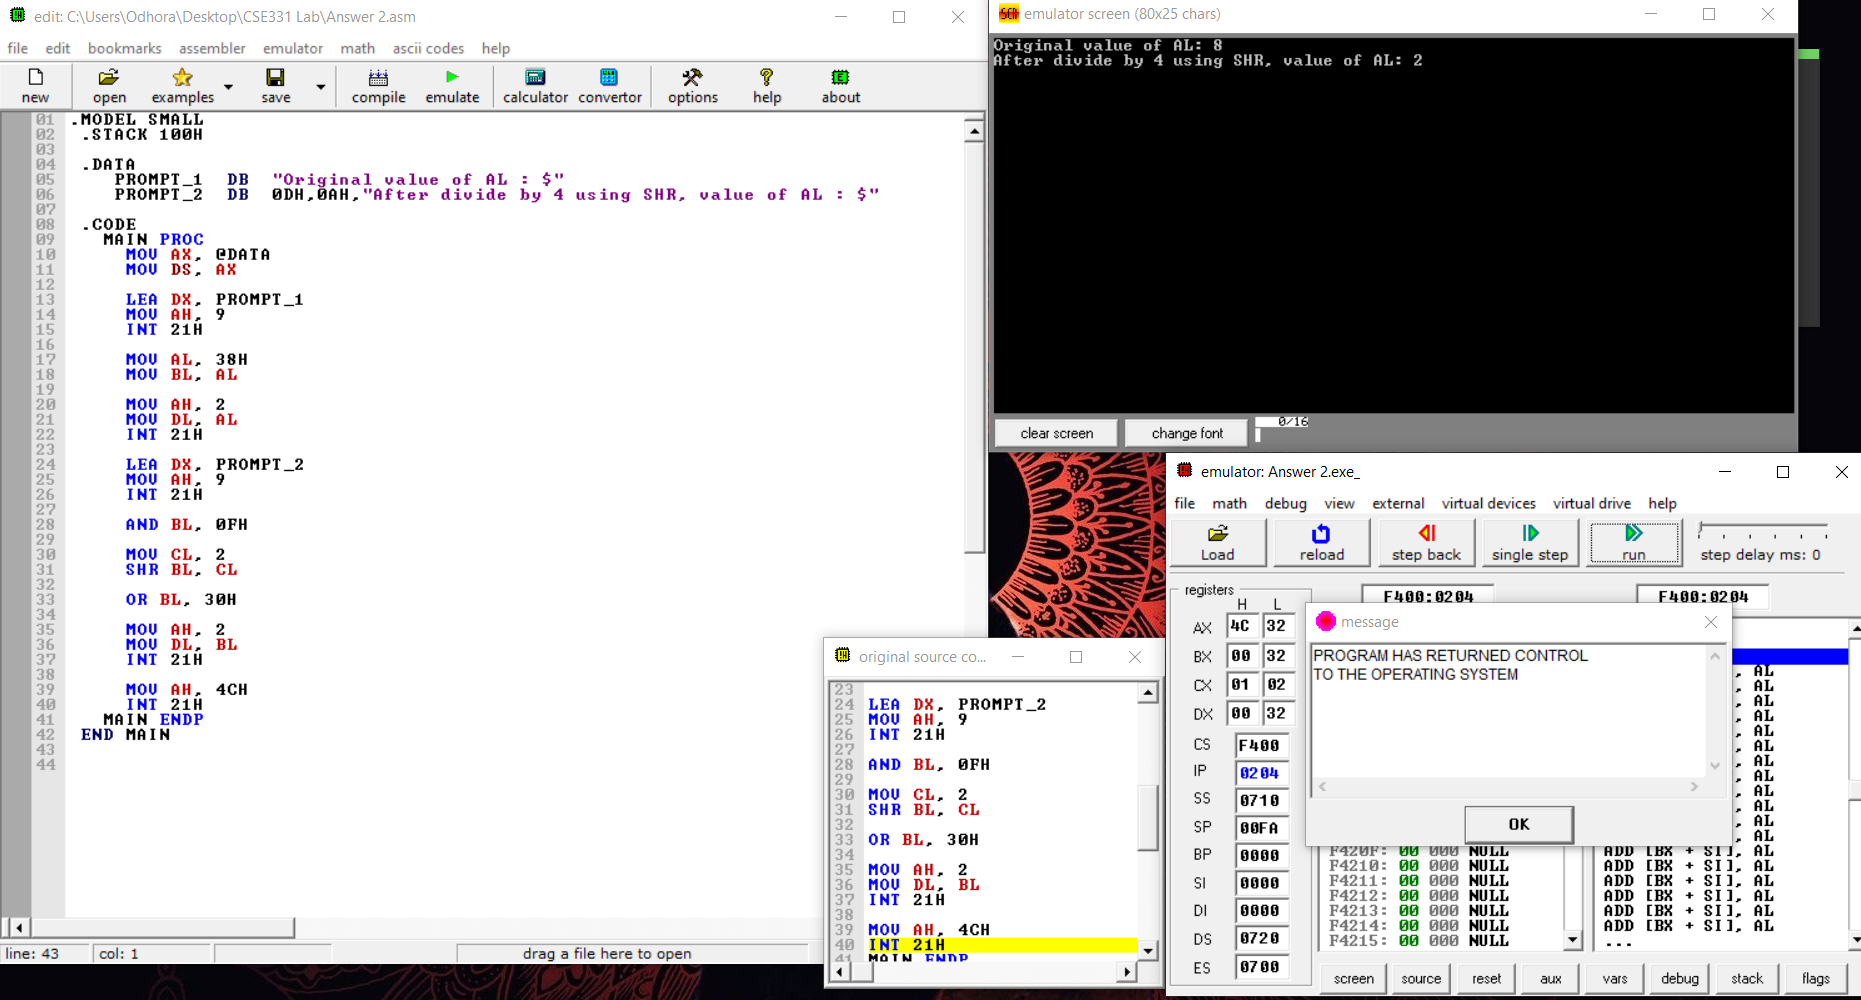 edit: C:\Users\Odhora\Desktop\CSE331 Lab\Answer 2.asm
file edit bookmarks assembler emulator math ascii codes help
new open examples save compile emulate calculator convertor options help about
01 .MODEL SMALL
02 .STACK 100H
03
04 .DATA
05 PROMPT_1 DB "Original value of AL : $"
06 PROMPT_2 DB 0DH,0AH,"After divide by 4 using SHR, value of AL : $"
07
08 .CODE
09 MAIN PROC
10 MOV AX, @DATA
11 MOV DS, AX
12
13 LEA DX, PROMPT_1
14 MOV AH, 9
15 INT 21H
16
17 MOV AL, 38H
18 MOV BL, AL
19
20 MOV AH, 2
21 MOV DL, AL
22 INT 21H
23
24 LEA DX, PROMPT_2
25 MOV AH, 9
26 INT 21H
27
28 AND BL, 0FH
29
30 MOV CL, 2
31 SHR BL, CL
32
33 OR BL, 30H
34
35 MOV AH, 2
36 MOV DL, BL
37 INT 21H
38
39 MOV AH, 4CH
40 INT 21H
41 MAIN ENDP
42 END MAIN
43
44
line: 43 col: 1 drag a file here to open
emulator screen (80x25 chars)
Original value of AL: 8
After divide by 4 using SHR, value of AL: 2
clear screen change font 0/16
original source co...
23
24 LEA DX, PROMPT_2
25 MOV AH, 9
26 INT 21H
27
28 AND BL, 0FH
29
30 MOV CL, 2
31 SHR BL, CL
32
33 OR BL, 30H
34
35 MOV AH, 2
36 MOV DL, BL
37 INT 21H
38
39 MOV AH, 4CH
40 INT 21H
41 MAIN ENDP
emulator: Answer 2.exe_
file math debug view external virtual devices virtual drive help
Load reload step back single step run step delay ms: 0
registers F400:0204 F400:0204
H L
AX 4C 32
BX 00 32
CX 01 02
DX 00 32
CS F400
IP 0204
SS 0710
SP 00FA
BP 0000
SI 0000
DI 0000
DS 0720
ES 0700
message
PROGRAM HAS RETURNED CONTROL
TO THE OPERATING SYSTEM
OK
, AL
, AL
, AL
, AL
, AL
, AL
, AL
, AL
, AL
, AL
, AL
, AL
F420F: 00 000 NULL ADD [BX + SI], AL
F4210: 00 000 NULL ADD [BX + SI], AL
F4211: 00 000 NULL ADD [BX + SI], AL
F4212: 00 000 NULL ADD [BX + SI], AL
F4213: 00 000 NULL ADD [BX + SI], AL
F4214: 00 000 NULL ADD [BX + SI], AL
F4215: 00 000 NULL ...
screen source reset aux vars debug stack flags